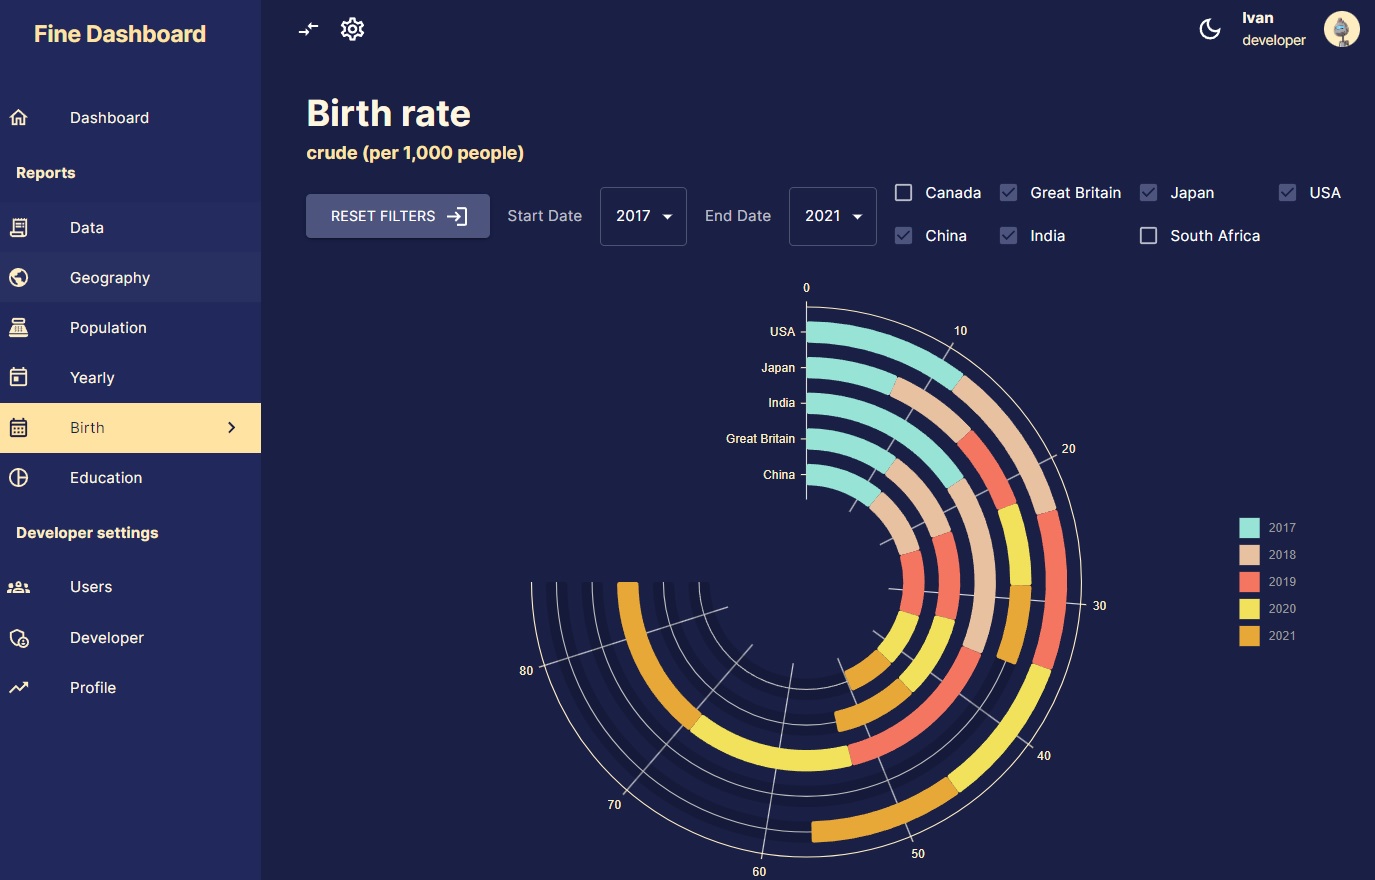 Fine Dashboard
Ivan
developer
Dashboard
Reports
Data
Geography
Population
Yearly
Birth
Education
Developer settings
Users
Developer
Profile
Birth rate
crude (per 1,000 people)
RESET FILTERS
Start Date
2017
End Date
2021
Canada
Great Britain
Japan
USA
China
India
South Africa
0
10
20
30
40
50
60
70
80
USA
Japan
India
Great Britain
China
2017
2018
2019
2020
2021